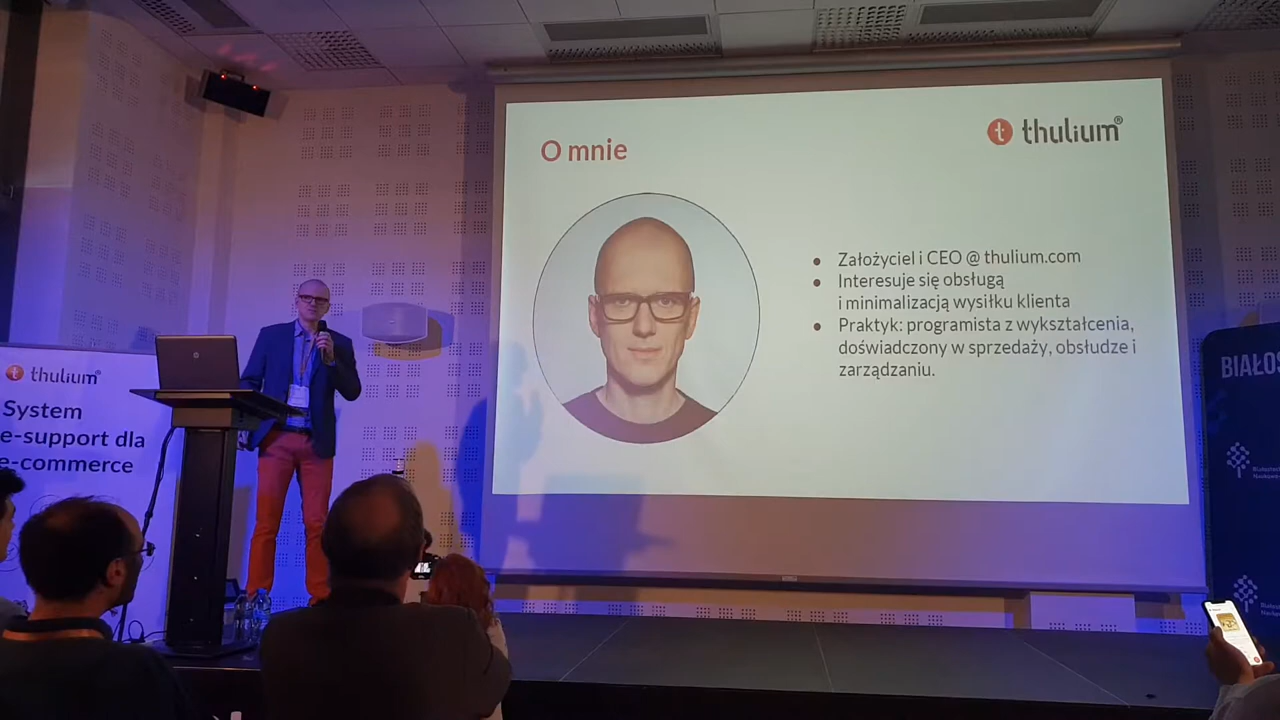 O mnie
thulium®
Założyciel i CEO @ thulium.com
Interesuje się obsługą
i minimalizacją wysiłku klienta
Praktyk: programista z wykształcenia,
doświadczony w sprzedaży, obsłudze i
zarządzaniu.
thulium®
System
e-support dla
e-commerce
BIAŁOS